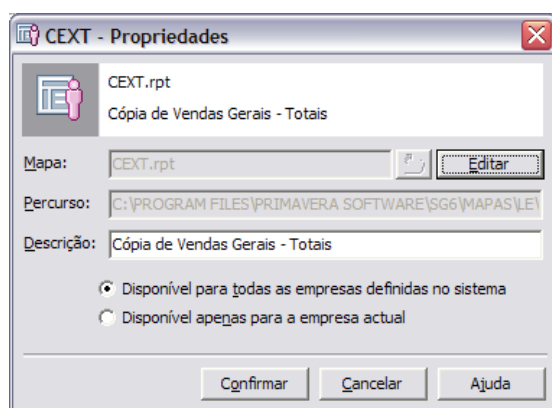 CEXT - Propriedades
CEXT.rpt
Cópia de Vendas Gerais - Totais
Mapa: CEXT.rpt Editar
Percurso: C:\PROGRAM FILES\PRIMAVERA SOFTWARE\SG6\MAPAS\LE\
Descrição: Cópia de Vendas Gerais - Totais
Disponível para todas as empresas definidas no sistema
Disponível apenas para a empresa actual
Confirmar Cancelar Ajuda